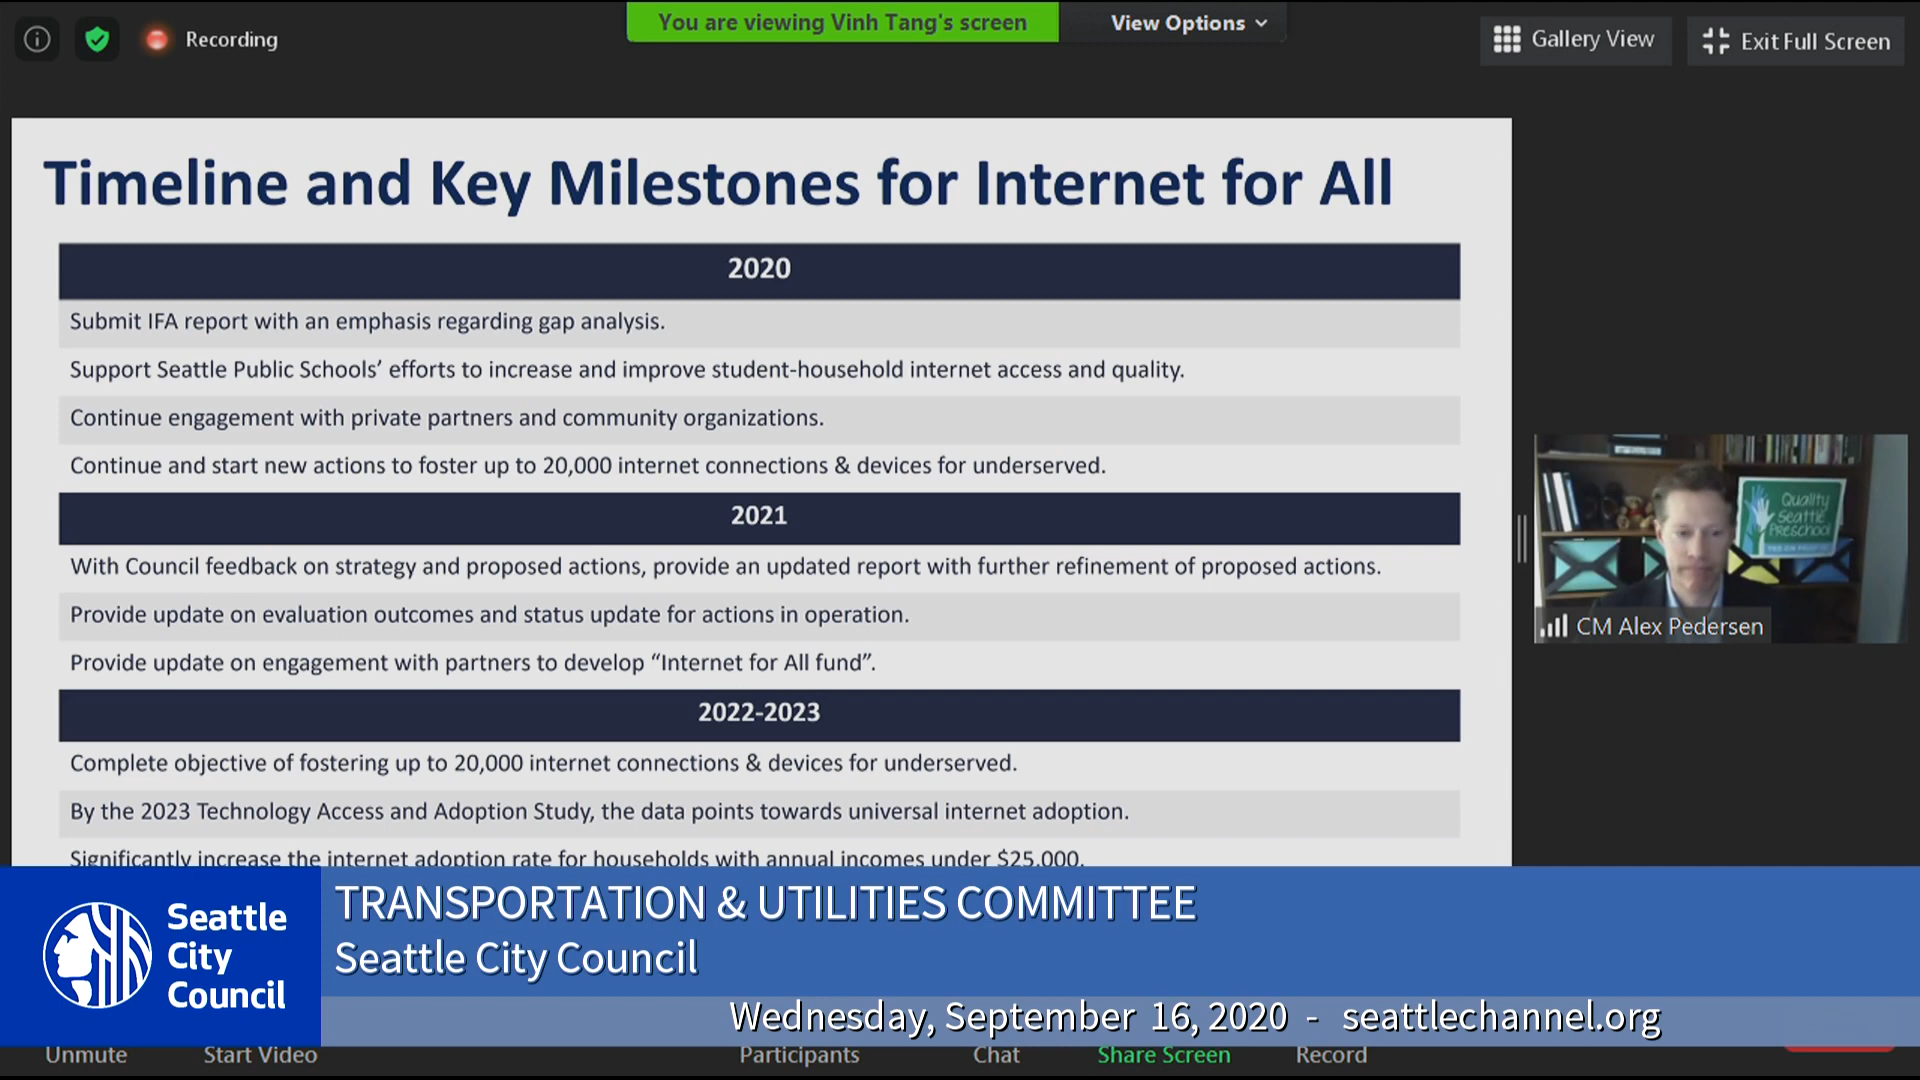 Recording
You are viewing Vinh Tang's screen
View Options
Gallery View
Exit Full Screen
Timeline and Key Milestones for Internet for All
2020
Submit IFA report with an emphasis regarding gap analysis.
Support Seattle Public Schools’ efforts to increase and improve student-household internet access and quality.
Continue engagement with private partners and community organizations.
Continue and start new actions to foster up to 20,000 internet connections & devices for underserved.
2021
With Council feedback on strategy and proposed actions, provide an updated report with further refinement of proposed actions.
Provide update on evaluation outcomes and status update for actions in operation.
Provide update on engagement with partners to develop “Internet for All fund”.
2022-2023
Complete objective of fostering up to 20,000 internet connections & devices for underserved.
By the 2023 Technology Access and Adoption Study, the data points towards universal internet adoption.
Significantly increase the internet adoption rate for households with annual incomes under $25,000.
Quality
Seattle
Preschool
CM Alex Pedersen
Seattle
City
Council
TRANSPORTATION & UTILITIES COMMITTEE
Seattle City Council
Wednesday, September 16, 2020 - seattlechannel.org
Unmute
Start Video
Participants
Chat
Share Screen
Record